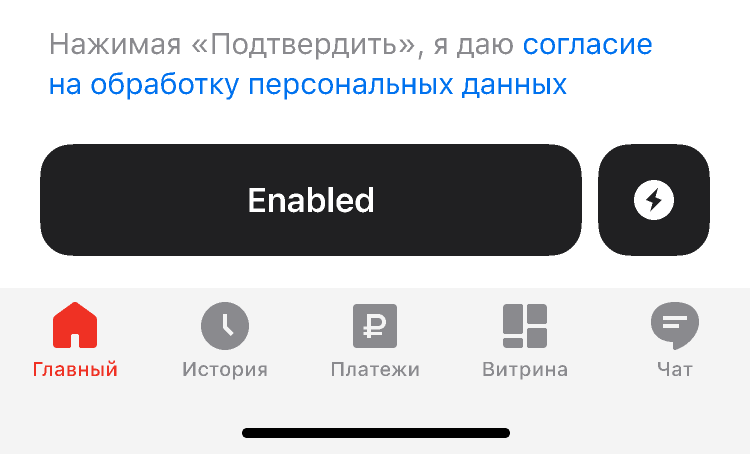 Нажимая «Подтвердить», я даю согласие
на обработку персональных данных
Enabled
Главный История Платежи Витрина Чат